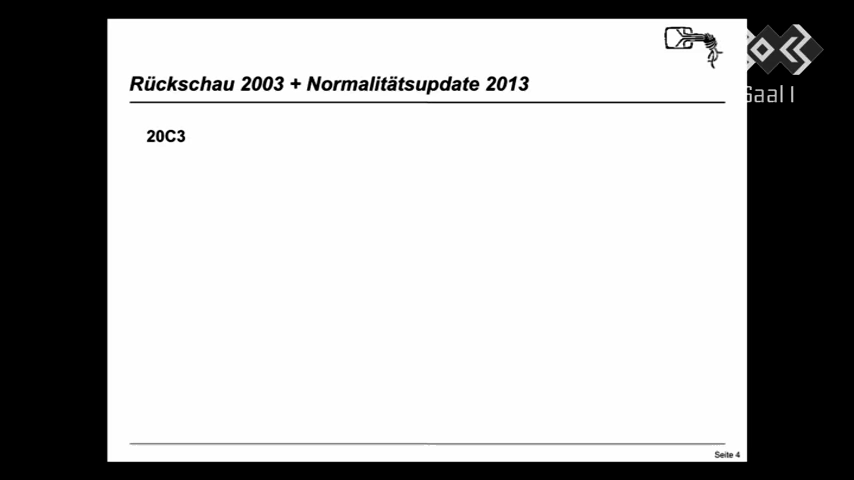 Rückschau 2003 + Normalitätsupdate 2013
Saal 1
20C3
Seite 4